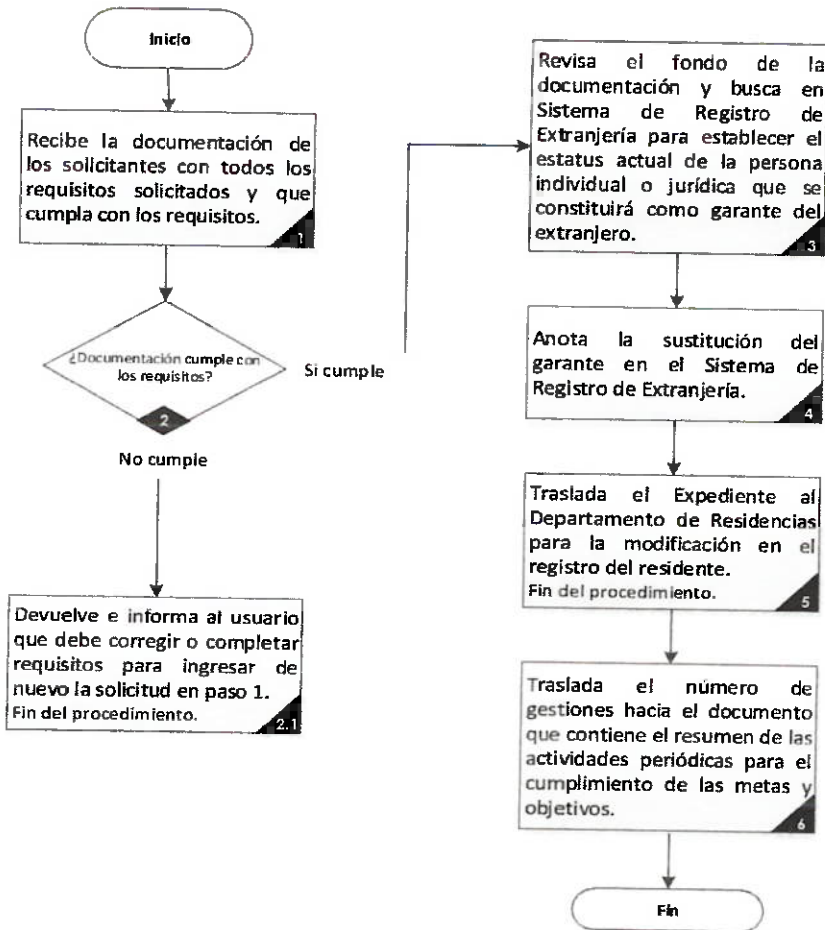 Inicio
Recibe la documentación de
los solicitantes con todos los
requisitos solicitados y que
cumpla con los requisitos.
1
¿Documentación cumple con
los requisitos?
2
Si cumple
No cumple
Devuelve e informa al usuario
que debe corregir o completar
requisitos para ingresar de
nuevo la solicitud en paso 1.
Fin del procedimiento.
2.1
Revisa el fondo de la
documentación y busca en
Sistema de Registro de
Extranjería para establecer el
estatus actual de la persona
individual o jurídica que se
constituirá como garante del
extranjero.
3
Anota la sustitución del
garante en el Sistema de
Registro de Extranjería.
4
Traslada el Expediente al
Departamento de Residencias
para la modificación en el
registro del residente.
Fin del procedimiento.
5
Traslada el número de
gestiones hacia el documento
que contiene el resumen de las
actividades periódicas para el
cumplimiento de las metas y
objetivos.
6
Fin